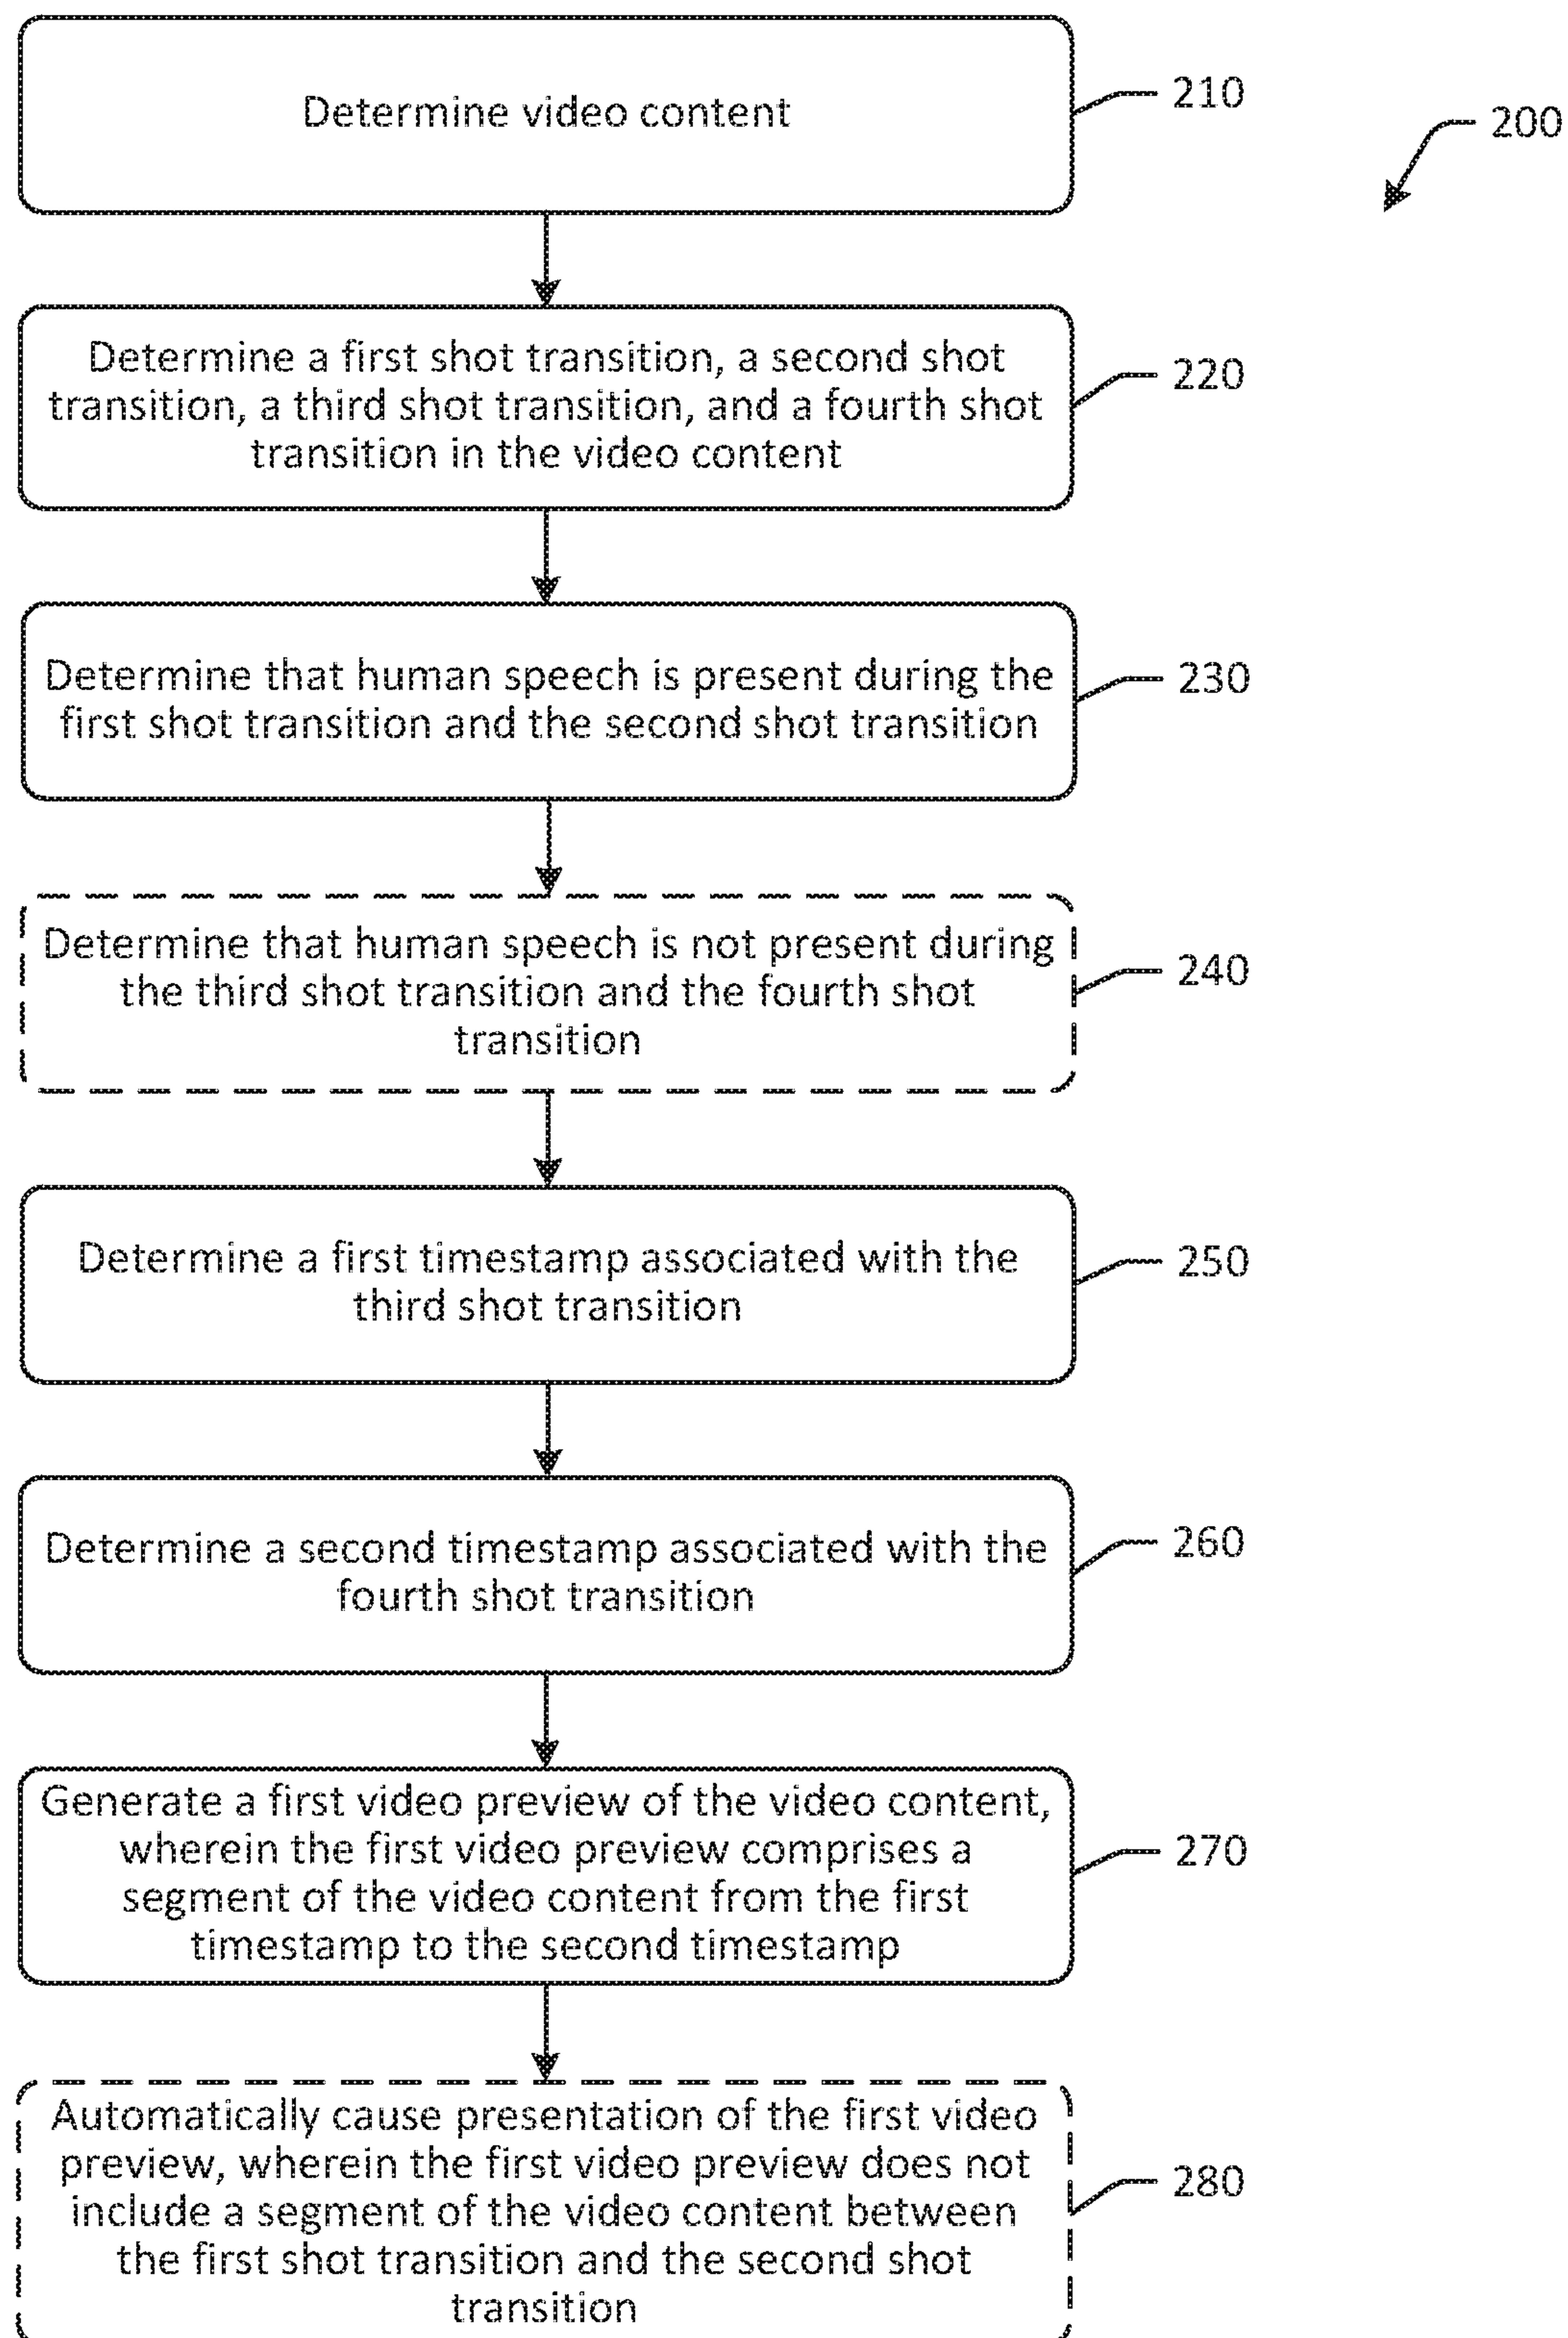 Determine video content
210
200
Determine a first shot transition, a second shot
transition, a third shot transition, and a fourth shot
transition in the video content
220
Determine that human speech is present during the
first shot transition and the second shot transition
230
Determine that human speech is not present during
the third shot transition and the fourth shot
transition
240
Determine a first timestamp associated with the
third shot transition
250
Determine a second timestamp associated with the
fourth shot transition
260
Generate a first video preview of the video content,
wherein the first video preview comprises a
segment of the video content from the first
timestamp to the second timestamp
270
Automatically cause presentation of the first video
preview, wherein the first video preview does not
include a segment of the video content between
the first shot transition and the second shot
transition
280